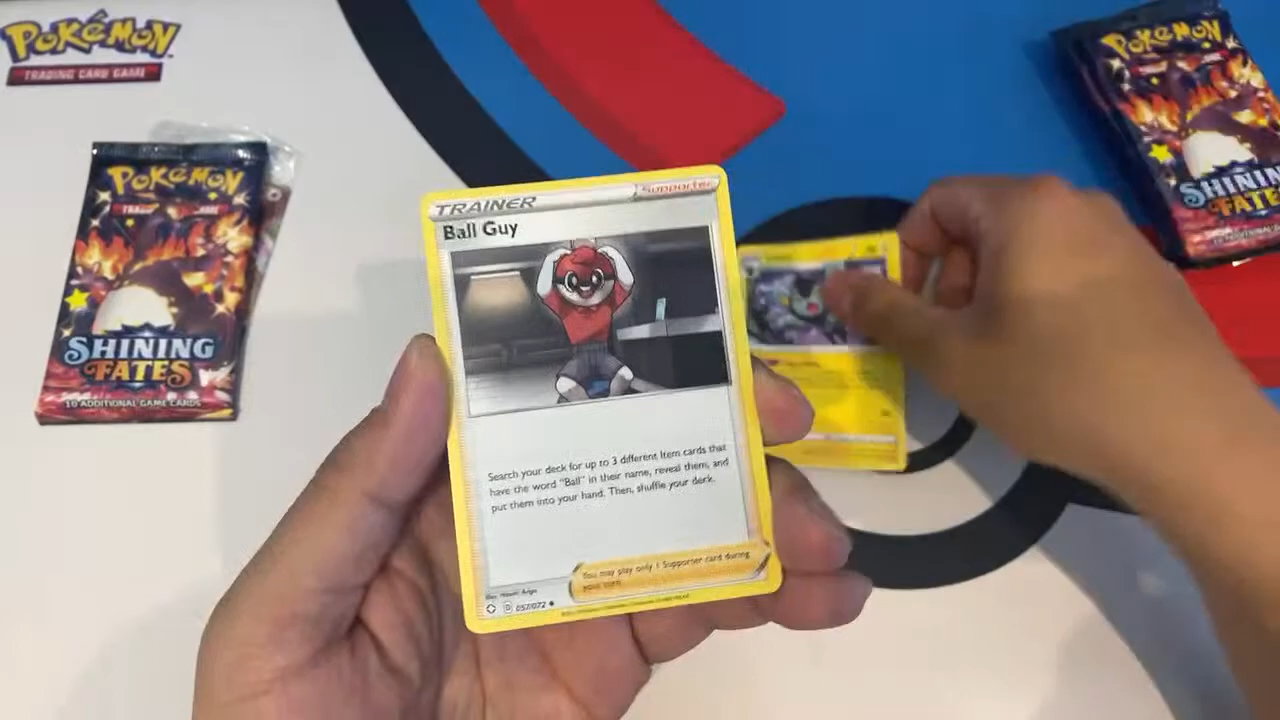 POKÉMON
TRADING CARD GAME
POKÉMON
SHINING
FATES
10 ADDITIONAL GAME CARDS
TRAINER
Supporter
Ball Guy
Search your deck for up to 3 different Item cards that
have the word "Ball" in their name, reveal them, and
put them into your hand. Then, shuffle your deck.
You may play only 1 Supporter card during
your turn.
D 057/072
POKÉMON
SHINING
FATES